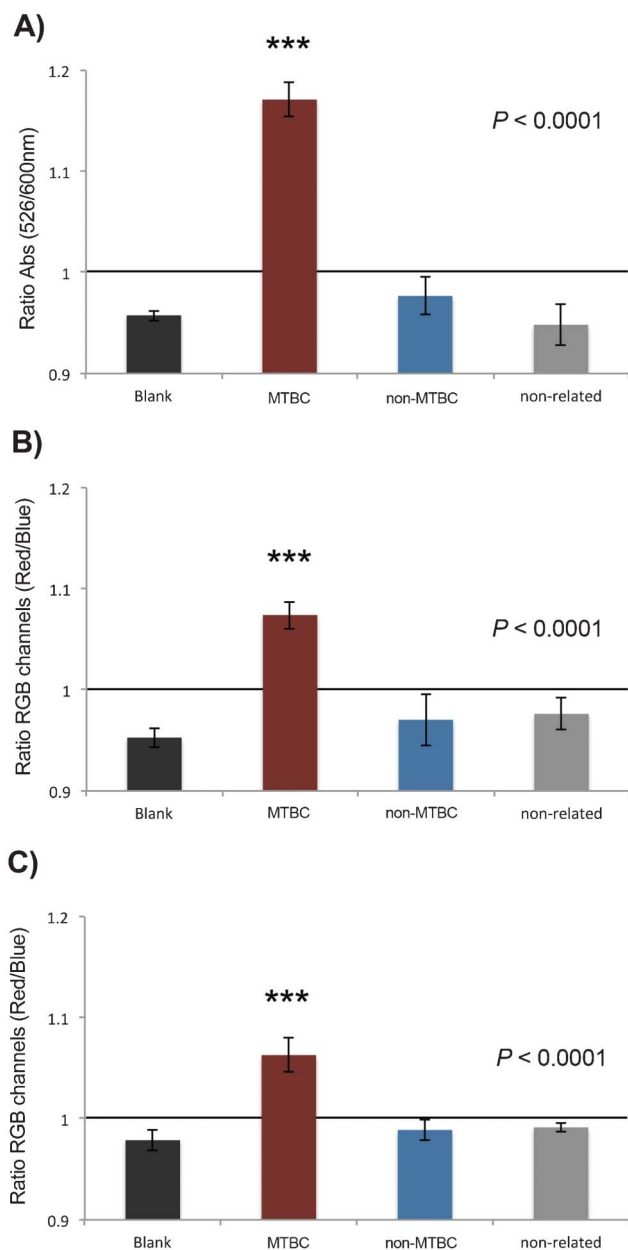 A)
***
1.2
P < 0.0001
1.1
Ratio Abs (526/600nm)
1
0.9
Blank MTBC non-MTBC non-related
B)
1.2
***
1.1
P < 0.0001
Ratio RGB channels (Red/Blue)
1
0.9
Blank MTBC non-MTBC non-related
C)
1.2
***
1.1
P < 0.0001
Ratio RGB channels (Red/Blue)
1
0.9
Blank MTBC non-MTBC non-related